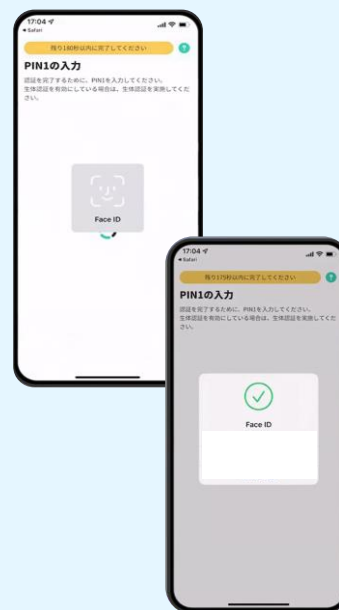 17:04
◀ Safari
残り180秒以内に完了してください
?
PIN1の入力
認証を完了するために、PIN1を入力してください。
生体認証を有効にしている場合は、生体認証を実施してくだ
さい。
Face ID
17:04
◀ Safari
残り175秒以内に完了してください
?
PIN1の入力
認証を完了するために、PIN1を入力してください。
生体認証を有効にしている場合は、生体認証を実施してくだ
さい。
Face ID